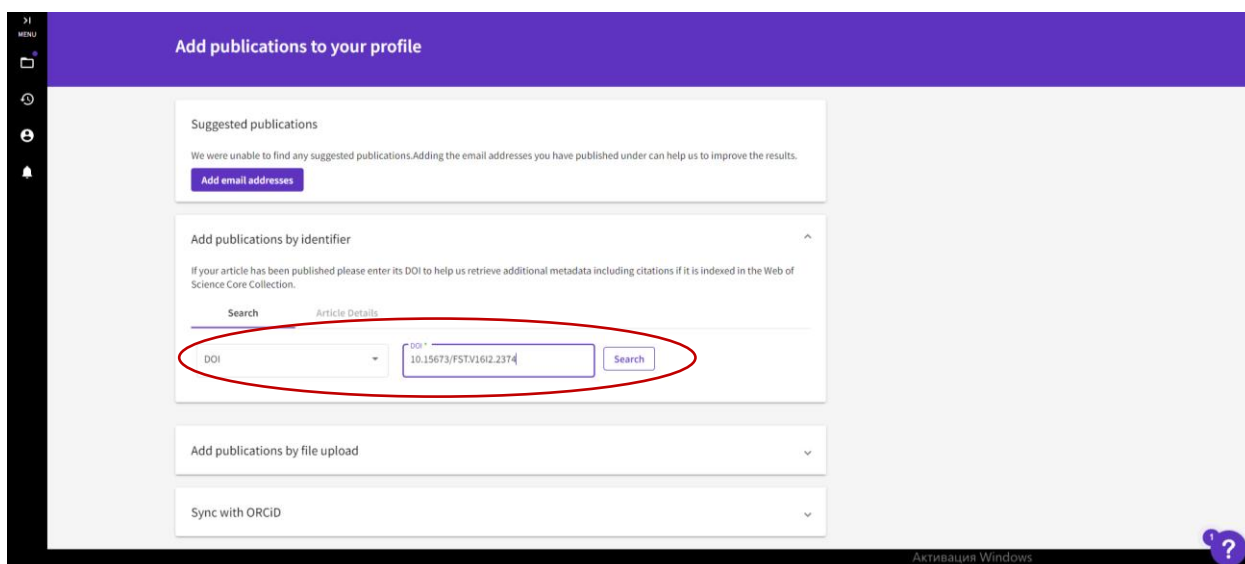 MENU
Add publications to your profile
Suggested publications
We were unable to find any suggested publications.Adding the email addresses you have published under can help us to improve the results.
Add email addresses
Add publications by identifier
If your article has been published please enter its DOI to help us retrieve additional metadata including citations if it is indexed in the Web of
Science Core Collection.
Search Article Details
DOI *
DOI 10.15673/FST.V16I2.2374 Search
Add publications by file upload
Sync with ORCiD
1
?
Активация Windows